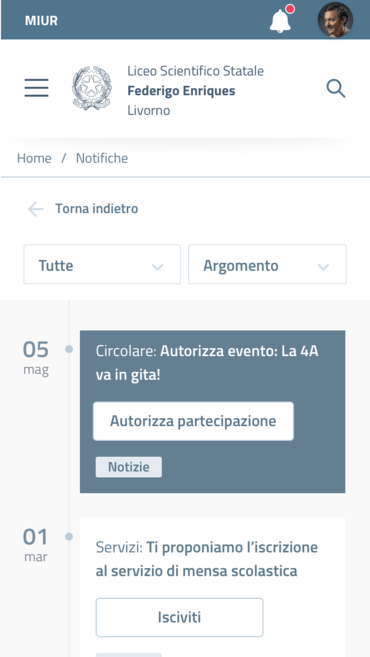 MIUR
Liceo Scientifico Statale
Federigo Enriques
Livorno
Home / Notifiche
Torna indietro
Tutte
Argomento
05
mag
Circolare: Autorizza evento: La 4A
va in gita!
Autorizza partecipazione
Notizie
01
mar
Servizi: Ti proponiamo l'iscrizione
al servizio di mensa scolastica
Isciviti